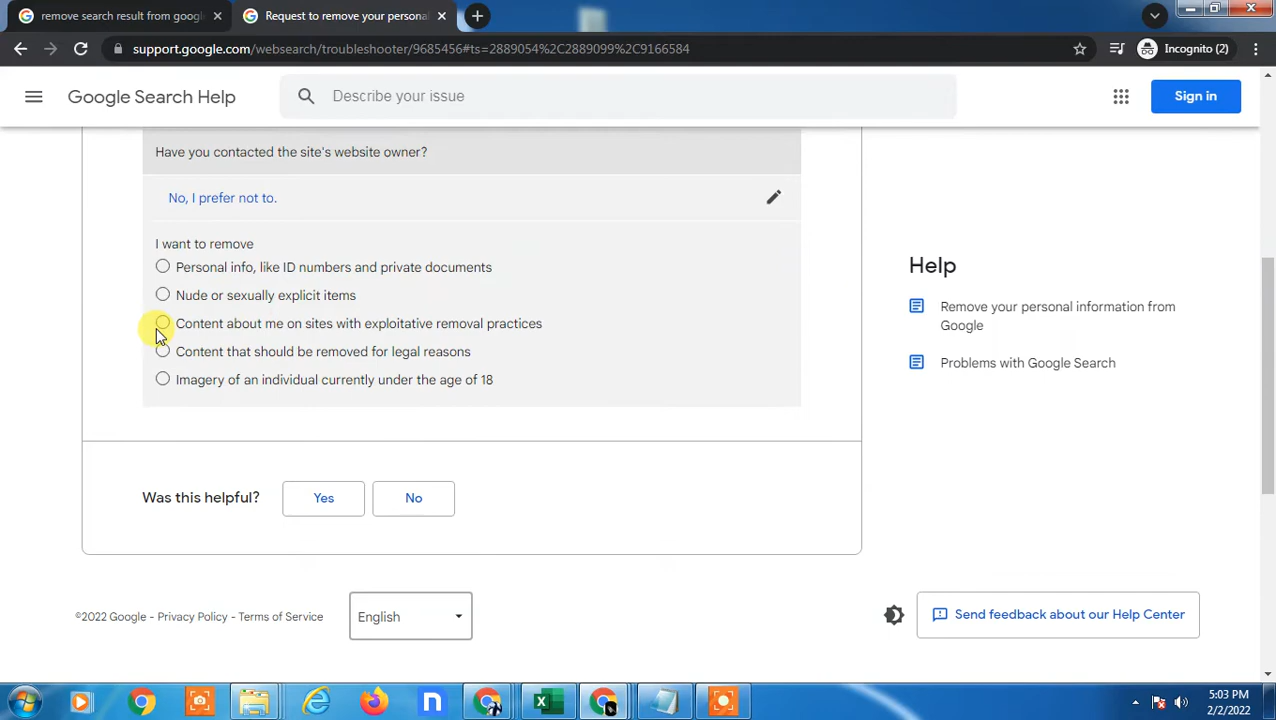 remove search result from google
Request to remove your personal
support.google.com/websearch/troubleshooter/9685456#ts=2889054%2C2889099%2C9166584
Incognito (2)
Google Search Help
Describe your issue
Sign in
Have you contacted the site's website owner?
No, I prefer not to.
I want to remove
Personal info, like ID numbers and private documents
Nude or sexually explicit items
Content about me on sites with exploitative removal practices
Content that should be removed for legal reasons
Imagery of an individual currently under the age of 18
Help
Remove your personal information from
Google
Problems with Google Search
Was this helpful?
Yes
No
©2022 Google - Privacy Policy - Terms of Service
English
Send feedback about our Help Center
5:03 PM
2/2/2022